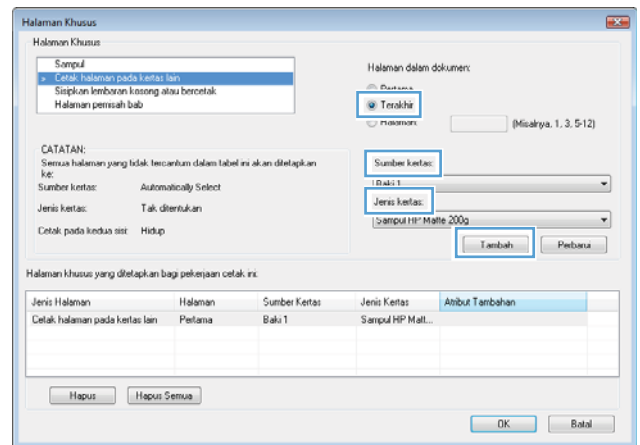 Halaman Khusus
Halaman Khusus
Sampul
> Cetak halaman pada kertas lain
Sisipkan lembaran kosong atau bercetak
Halaman pemisah bab
Halaman dalam dokumen:
Pertama
Terakhir
Halaman: (Misalnya, 1, 3, 5-12)
CATATAN:
Semua halaman yang tidak tercantum dalam tabel ini akan ditetapkan
ke:
Sumber kertas: Automatically Select
Jenis kertas: Tak ditentukan
Cetak pada kedua sisi: Hidup
Sumber kertas:
Baki 1
Jenis kertas:
Sampul HP Matte 200g
Tambah Perbarui
Halaman khusus yang ditetapkan bagi pekerjaan cetak ini:
Jenis Halaman Halaman Sumber Kertas Jenis Kertas Atribut Tambahan
Cetak halaman pada kertas lain Pertama Baki 1 Sampul HP Matt...
Hapus Hapus Semua
OK Batal